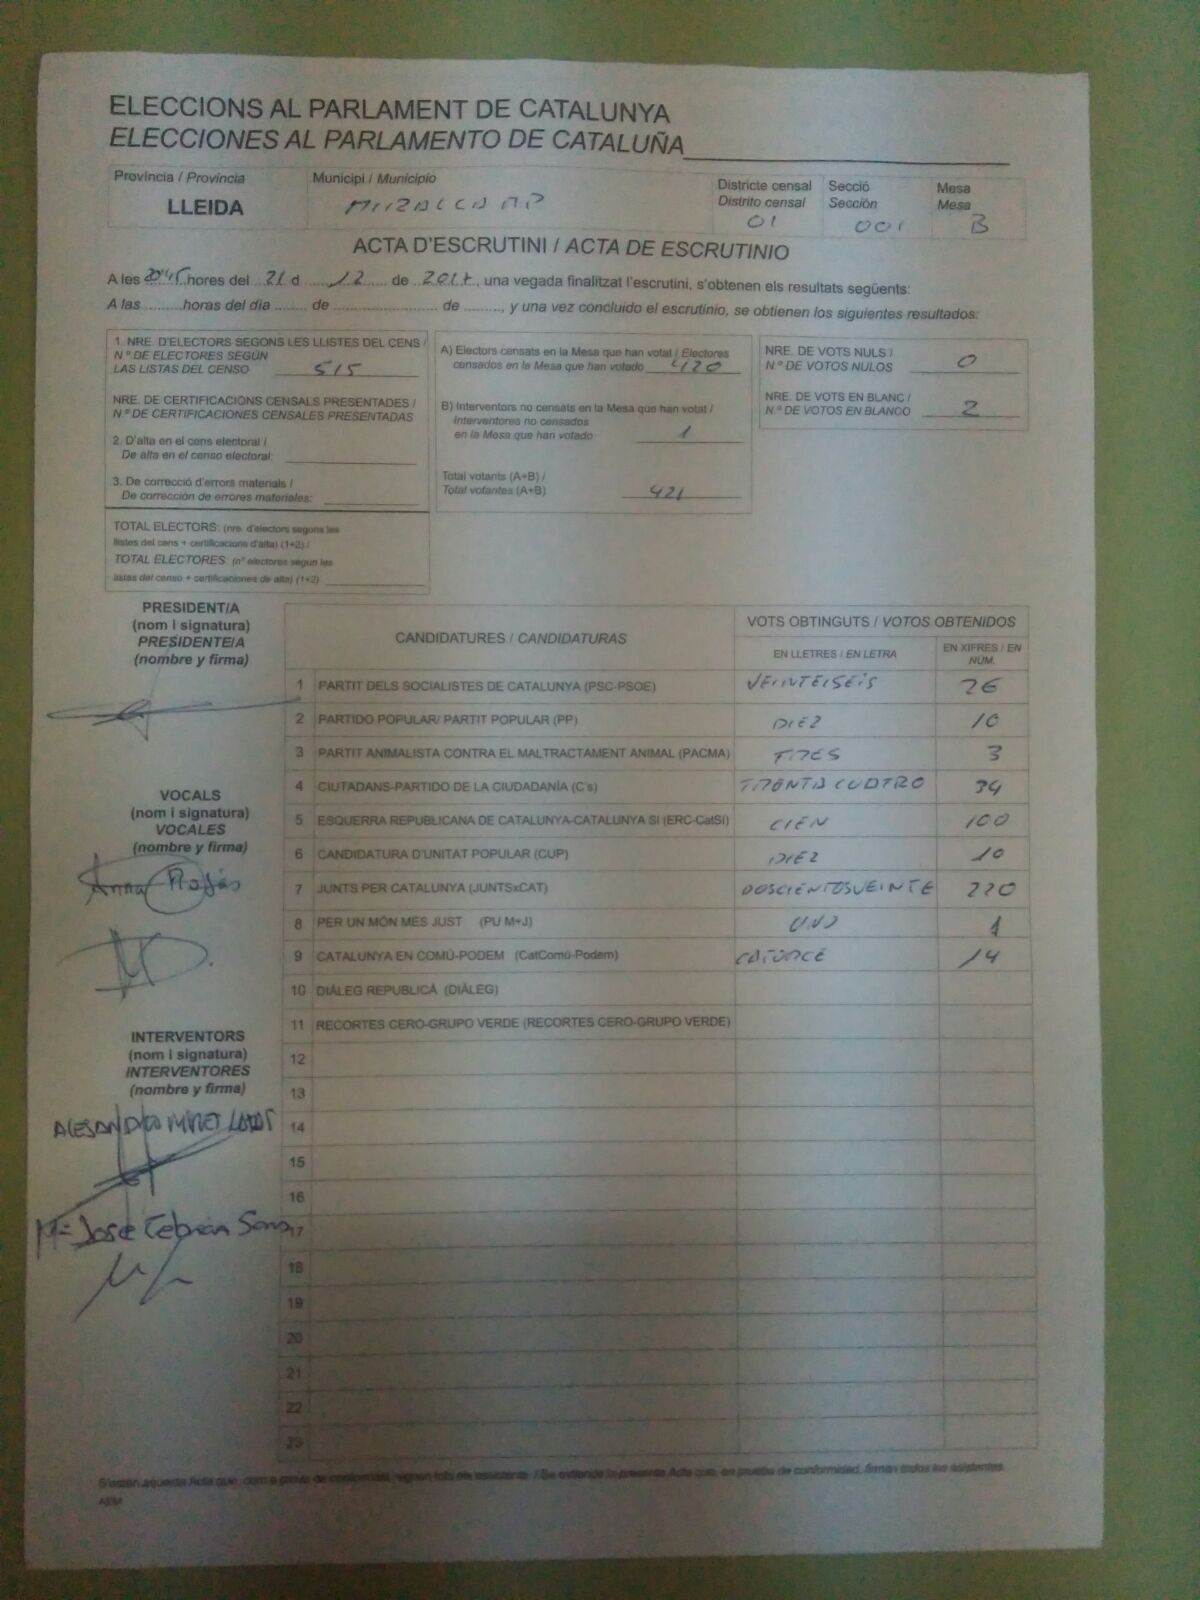 ELECCIONS AL PARLAMENT DE CATALUNYA
ELECCIONES AL PARLAMENTO DE CATALUÑA
Província / Provincia
LLEIDA
Municipi / Municipio
MIRALCAMP
Districte censal
Distrito censal
01
Secció
Sección
001
Mesa
Mesa
B
ACTA D'ESCRUTINI / ACTA DE ESCRUTINIO
A les 20'45 hores del 21 d 12 de 2017, una vegada finalitzat l'escrutini, s'obtenen els resultats següents:
A las ......... horas del día ....... de ....................... de ........., y una vez concluido el escrutinio, se obtienen los siguientes resultados:
1. NRE. D'ELECTORS SEGONS LES LLISTES DEL CENS /
N.º DE ELECTORES SEGÚN
LAS LISTAS DEL CENSO 515
NRE. DE CERTIFICACIONS CENSALS PRESENTADES /
N.º DE CERTIFICACIONES CENSALES PRESENTADAS
2. D'alta en el cens electoral /
De alta en el censo electoral:
3. De correcció d'errors materials /
De corrección de errores materiales:
TOTAL ELECTORS: (nre. d'electors segons les
llistes del cens + certificacions d'alta) (1+2) /
TOTAL ELECTORES: (nº electores según las
listas del censo + certificaciones de alta) (1+2)
A) Electors censats en la Mesa que han votat / Electores
censados en la Mesa que han votado 420
B) Interventors no censats en la Mesa que han votat /
Interventores no censados
en la Mesa que han votado 1
Total votants (A+B) /
Total votantes (A+B) 421
NRE. DE VOTS NULS /
N.º DE VOTOS NULOS 0
NRE. DE VOTS EN BLANC /
N.º DE VOTOS EN BLANCO 2
PRESIDENT/A
(nom i signatura)
PRESIDENTE/A
(nombre y firma)
VOCALS
(nom i signatura)
VOCALES
(nombre y firma)
Anna
INTERVENTORS
(nom i signatura)
INTERVENTORES
(nombre y firma)
ALESANDRO
Mª Jose
CANDIDATURES / CANDIDATURAS
VOTS OBTINGUTS / VOTOS OBTENIDOS
EN LLETRES / EN LETRA
EN XIFRES / EN NÚM.
1 PARTIT DELS SOCIALISTES DE CATALUNYA (PSC-PSOE) VEINTEISEIS 26
2 PARTIDO POPULAR/ PARTIT POPULAR (PP) DIEZ 10
3 PARTIT ANIMALISTA CONTRA EL MALTRACTAMENT ANIMAL (PACMA) TRES 3
4 CIUTADANS-PARTIDO DE LA CIUDADANÍA (C's) TRENTA CUATRO 34
5 ESQUERRA REPUBLICANA DE CATALUNYA-CATALUNYA SÍ (ERC-CatSí) CIEN 100
6 CANDIDATURA D'UNITAT POPULAR (CUP) DIEZ 10
7 JUNTS PER CATALUNYA (JUNTSxCAT) DOSCIENTOSVEINTE 220
8 PER UN MÓN MÉS JUST (PU M+J) UNO 1
9 CATALUNYA EN COMÚ-PODEM (CatComú-Podem) CATORCE 14
10 DIÀLEG REPUBLICÀ (DIÀLEG)
11 RECORTES CERO-GRUPO VERDE (RECORTES CERO-GRUPO VERDE)
12
13
14
15
16
17
18
19
20
21
22
23
S'estén aquesta Acta que, com a prova de conformitat, signen tots els assistents. / Se extiende la presente Acta que, en prueba de conformidad, firman todos los asistentes.